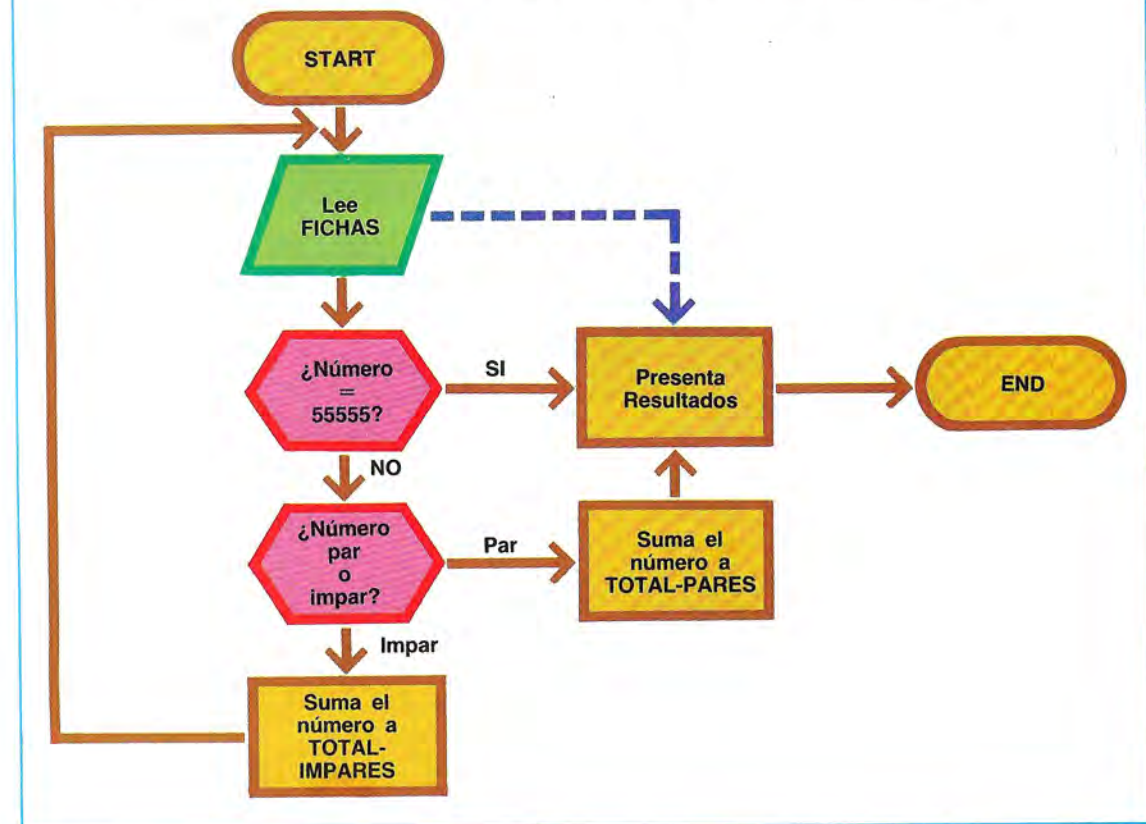 START
Lee
FICHAS
¿Número
=
55555?
SI
Presenta
Resultados
END
NO
¿Número
par
o
impar?
Par
Suma el
número a
TOTAL-PARES
Impar
Suma el
número a
TOTAL-
IMPARES